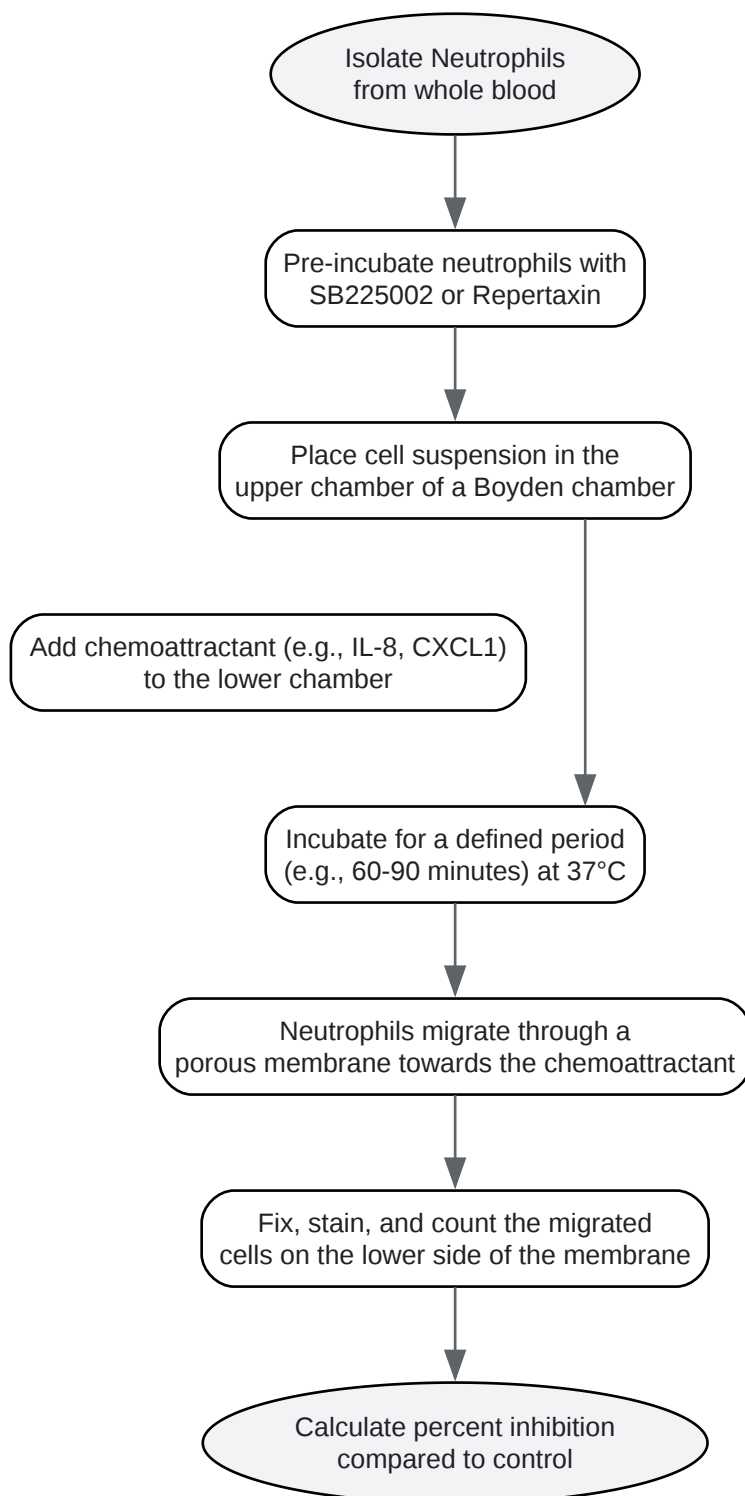 Isolate Neutrophils
from whole blood
Pre-incubate neutrophils with
SB225002 or Repertaxin
Place cell suspension in the
upper chamber of a Boyden chamber
Add chemoattractant (e.g., IL-8, CXCL1)
to the lower chamber
Incubate for a defined period
(e.g., 60-90 minutes) at 37°C
Neutrophils migrate through a
porous membrane towards the chemoattractant
Fix, stain, and count the migrated
cells on the lower side of the membrane
Calculate percent inhibition
compared to control